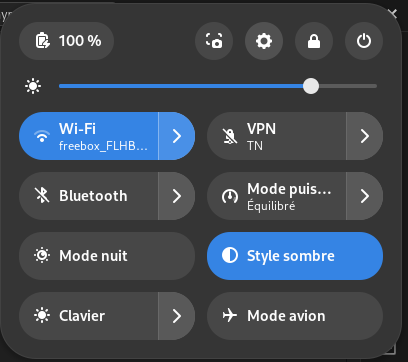 100 %
Wi-Fi
freebox_FLHB…
VPN
TN
Bluetooth
Mode puis…
Équilibré
Mode nuit
Style sombre
Clavier
Mode avion